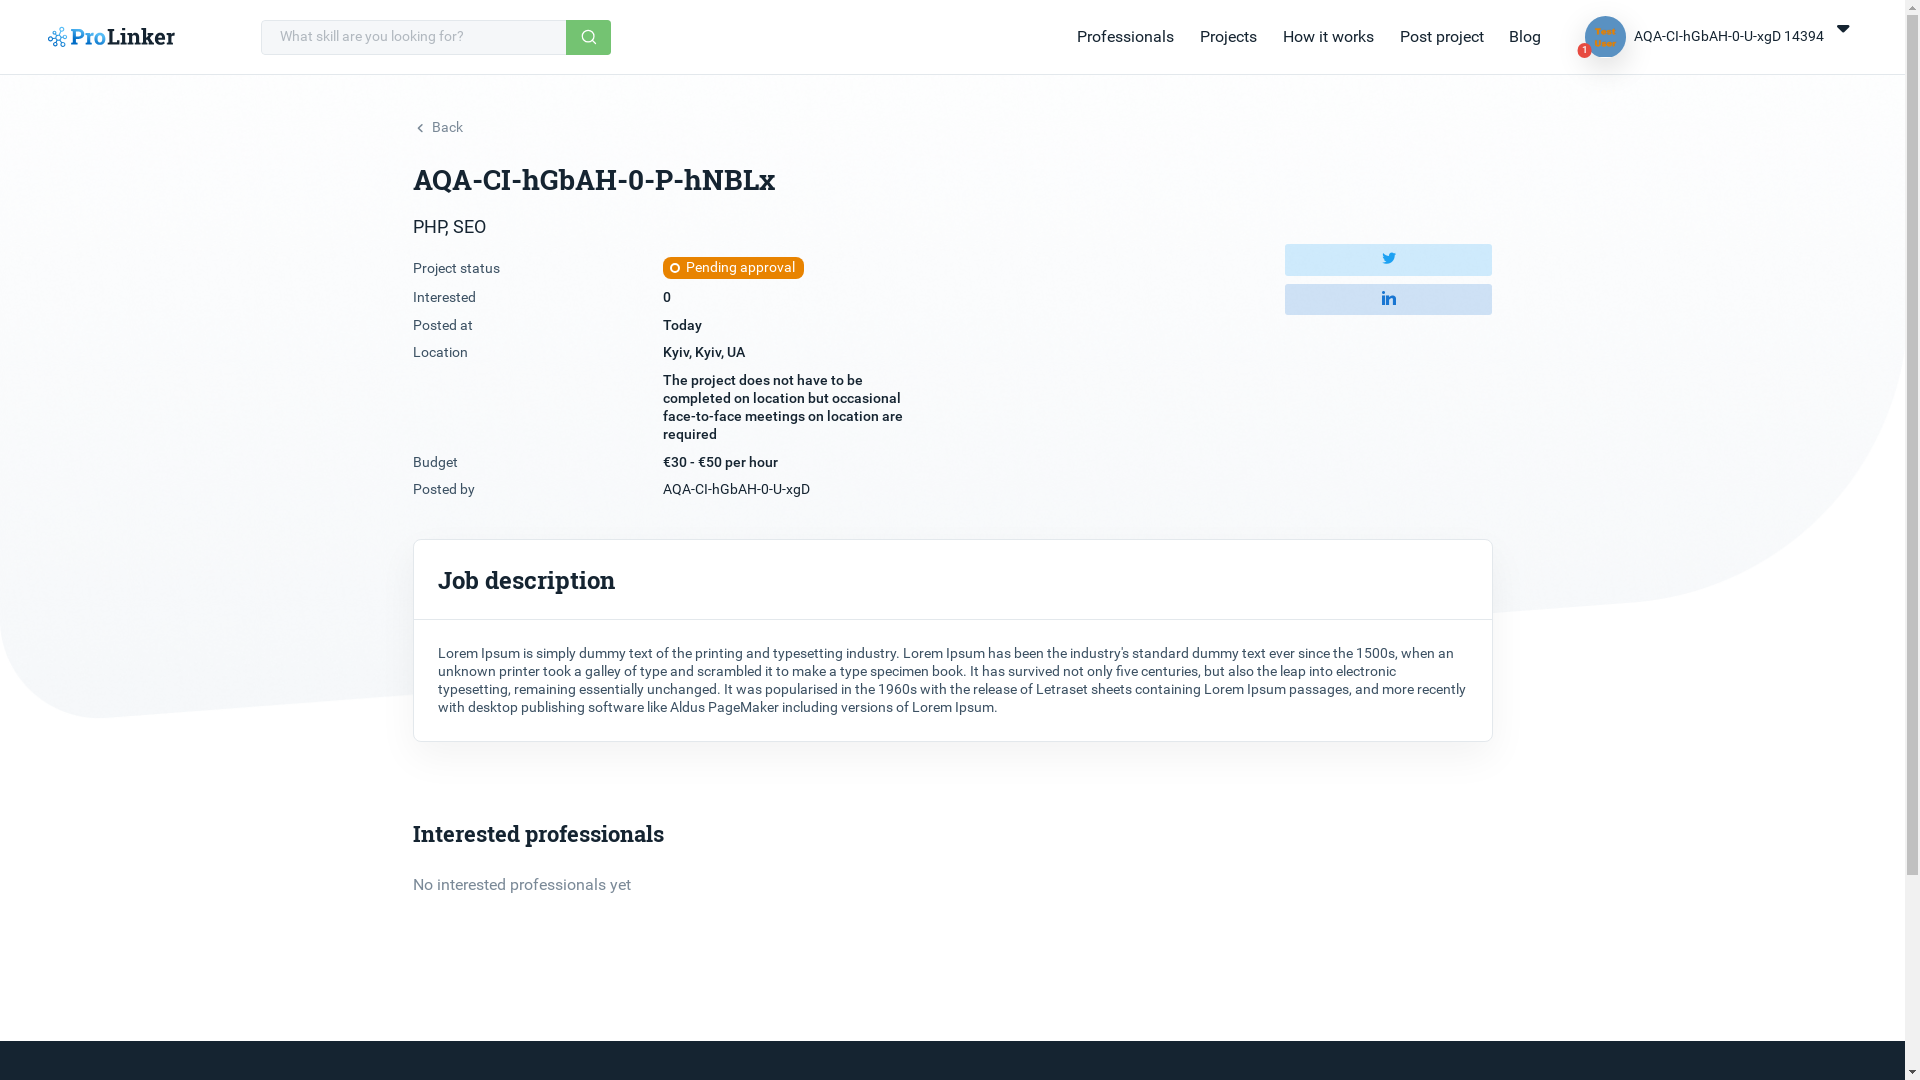 ProLinker
What skill are you looking for?
Professionals
Projects
How it works
Post project
Blog
Test
User
1
AQA-CI-hGbAH-0-U-xgD 14394
Back
AQA-CI-hGbAH-0-P-hNBLx
PHP, SEO
Project status
Pending approval
Interested
0
Posted at
Today
Location
Kyiv, Kyiv, UA
The project does not have to be
completed on location but occasional
face-to-face meetings on location are
required
Budget
€30 - €50 per hour
Posted by
AQA-CI-hGbAH-0-U-xgD
in
Job description
Lorem Ipsum is simply dummy text of the printing and typesetting industry. Lorem Ipsum has been the industry's standard dummy text ever since the 1500s, when an
unknown printer took a galley of type and scrambled it to make a type specimen book. It has survived not only five centuries, but also the leap into electronic
typesetting, remaining essentially unchanged. It was popularised in the 1960s with the release of Letraset sheets containing Lorem Ipsum passages, and more recently
with desktop publishing software like Aldus PageMaker including versions of Lorem Ipsum.
Interested professionals
No interested professionals yet